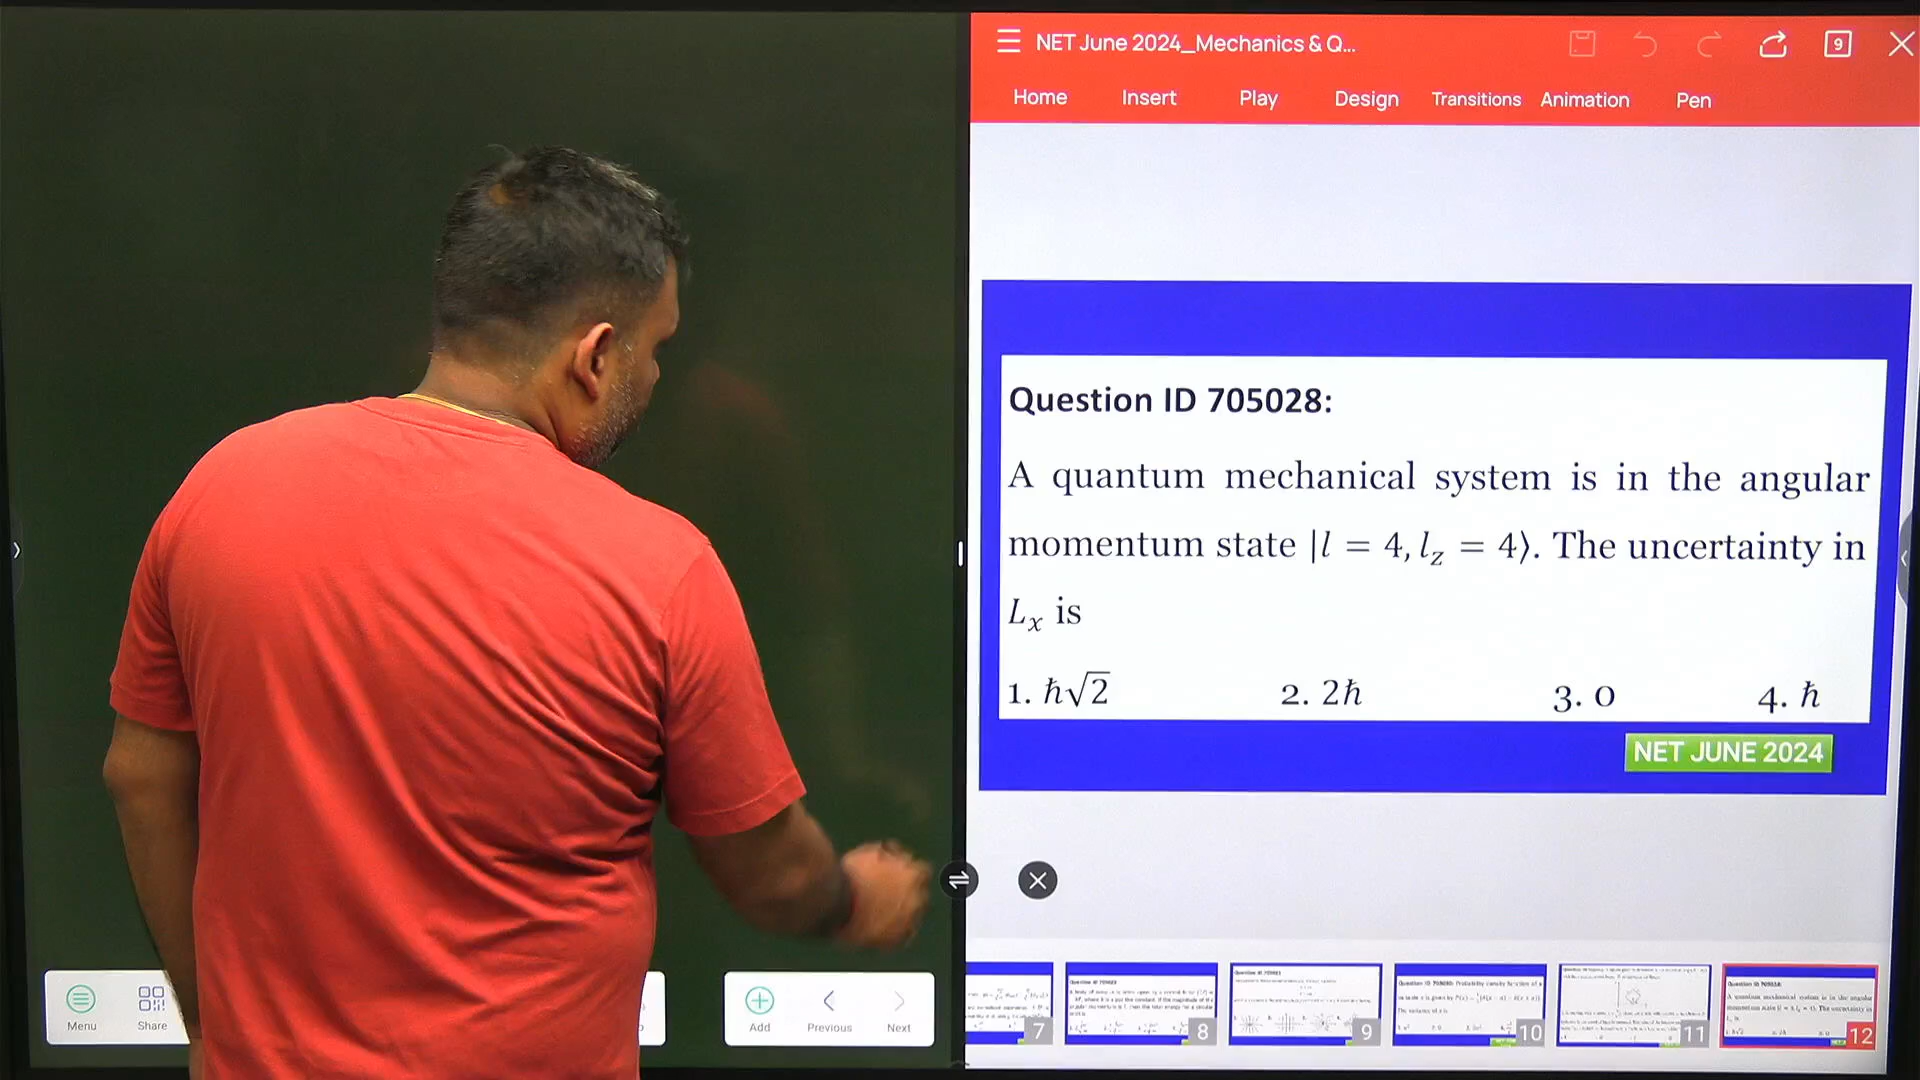 NET June 2024_Mechanics & Q...
9
Home Insert Play Design Transitions Animation Pen
Question ID 705028:
A quantum mechanical system is in the angular
momentum state |l = 4, l_z = 4⟩. The uncertainty in
L_x is
1. ℏ√2 2. 2ℏ 3. 0 4. ℏ
NET JUNE 2024
Menu Share Add Previous Next
7 8 9 10 11 12